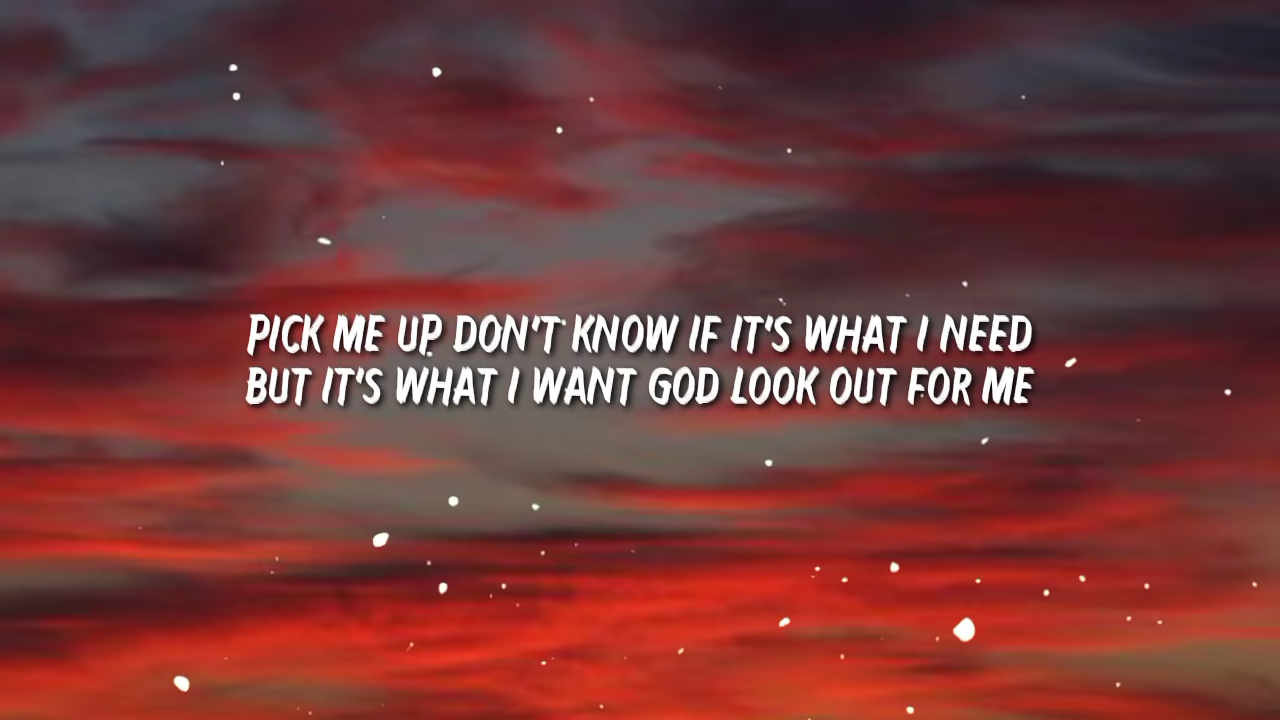 PICK ME UP DON'T KNOW IF IT'S WHAT I NEED
BUT IT'S WHAT I WANT GOD LOOK OUT FOR ME